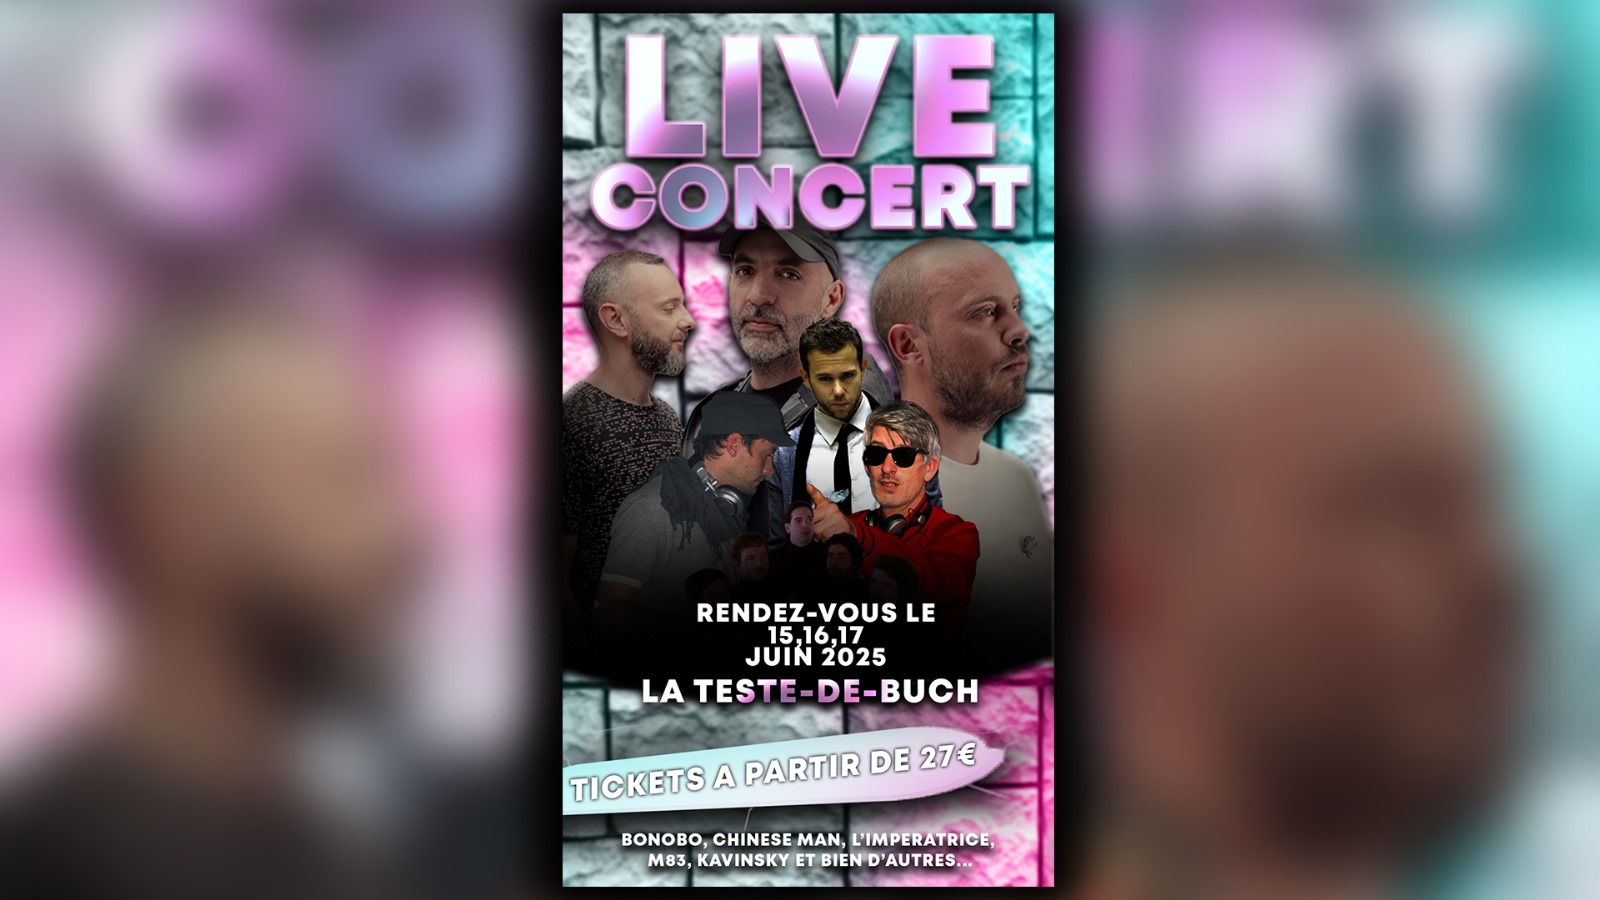 LIVE
CONCERT
RENDEZ-VOUS LE
15,16,17
JUIN 2025
LA TESTE-DE-BUCH
TICKETS A PARTIR DE 27€
BONOBO, CHINESE MAN, L'IMPERATRICE,
M83, KAVINSKY ET BIEN D'AUTRES...